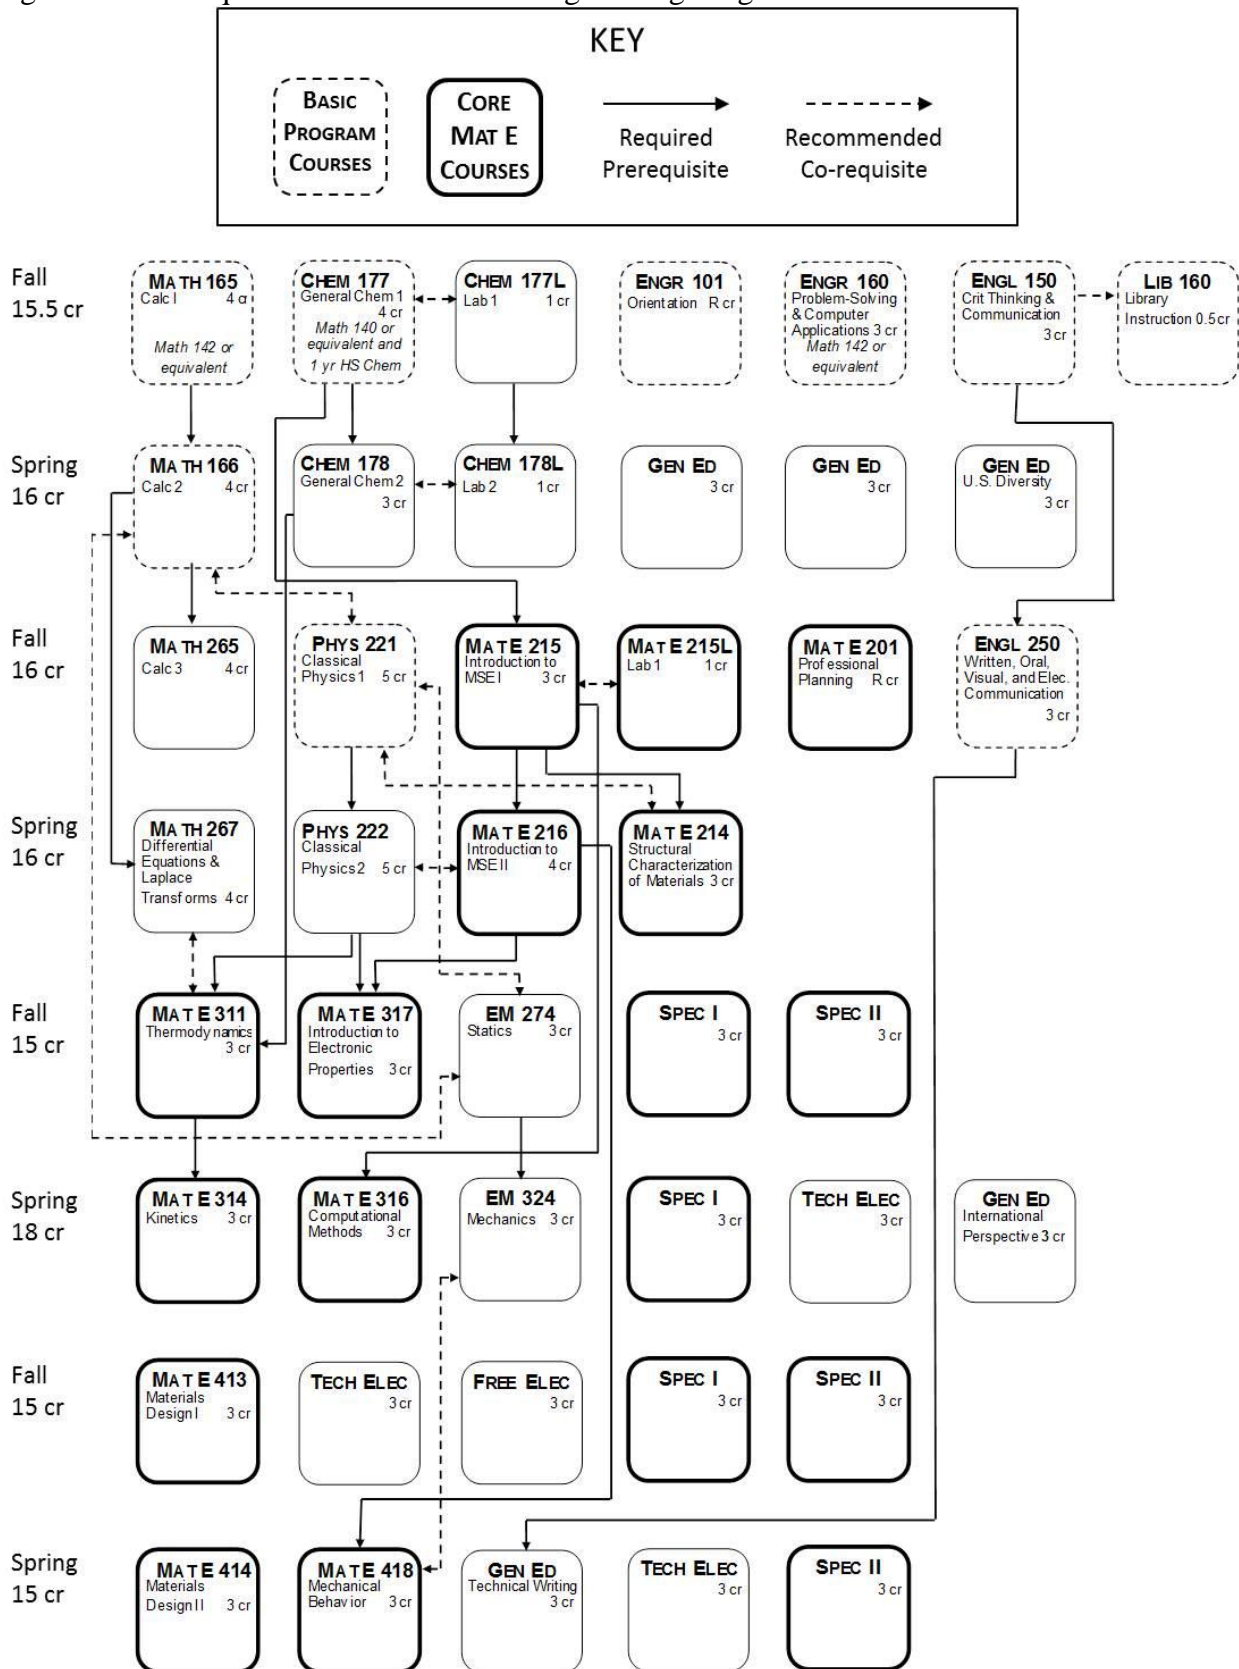 KEY
BASIC
PROGRAM
COURSES
CORE
MAT E
COURSES
Required
Prerequisite
Recommended
Co-requisite
Fall
15.5 cr
MATH 165
Calc I 4 cr
Math 142 or
equivalent
CHEM 177
General Chem 1
4 cr
Math 140 or
equivalent and
1 yr HS Chem
CHEM 177L
Lab 1 1 cr
ENGR 101
Orientation R cr
ENGR 160
Problem-Solving
& Computer
Applications 3 cr
Math 142 or
equivalent
ENGL 150
Crit Thinking &
Communication
3 cr
LIB 160
Library
Instruction 0.5 cr
Spring
16 cr
MATH 166
Calc 2 4 cr
CHEM 178
General Chem 2
3 cr
CHEM 178L
Lab 2 1 cr
GEN ED
3 cr
GEN ED
3 cr
GEN ED
U.S. Diversity
3 cr
Fall
16 cr
MATH 265
Calc 3 4 cr
PHYS 221
Classical
Physics 1 5 cr
MAT E 215
Introduction to
MSE I 3 cr
MAT E 215L
Lab 1 1 cr
MAT E 201
Professional
Planning R cr
ENGL 250
Written, Oral,
Visual, and Elec.
Communication
3 cr
Spring
16 cr
MATH 267
Differential
Equations &
Laplace
Transforms 4 cr
PHYS 222
Classical
Physics 2 5 cr
MAT E 216
Introduction to
MSE II 4 cr
MAT E 214
Structural
Characterization
of Materials 3 cr
Fall
15 cr
MAT E 311
Thermodynamics
3 cr
MAT E 317
Introduction to
Electronic
Properties 3 cr
EM 274
Statics 3 cr
SPEC I
3 cr
SPEC II
3 cr
Spring
18 cr
MAT E 314
Kinetics 3 cr
MAT E 316
Computational
Methods 3 cr
EM 324
Mechanics 3 cr
SPEC I
3 cr
TECH ELEC
3 cr
GEN ED
International
Perspective 3 cr
Fall
15 cr
MAT E 413
Materials
Design I 3 cr
TECH ELEC
3 cr
FREE ELEC
3 cr
SPEC I
3 cr
SPEC II
3 cr
Spring
15 cr
MAT E 414
Materials
Design II 3 cr
MAT E 418
Mechanical
Behavior 3 cr
GEN ED
Technical Writing
3 cr
TECH ELEC
3 cr
SPEC II
3 cr